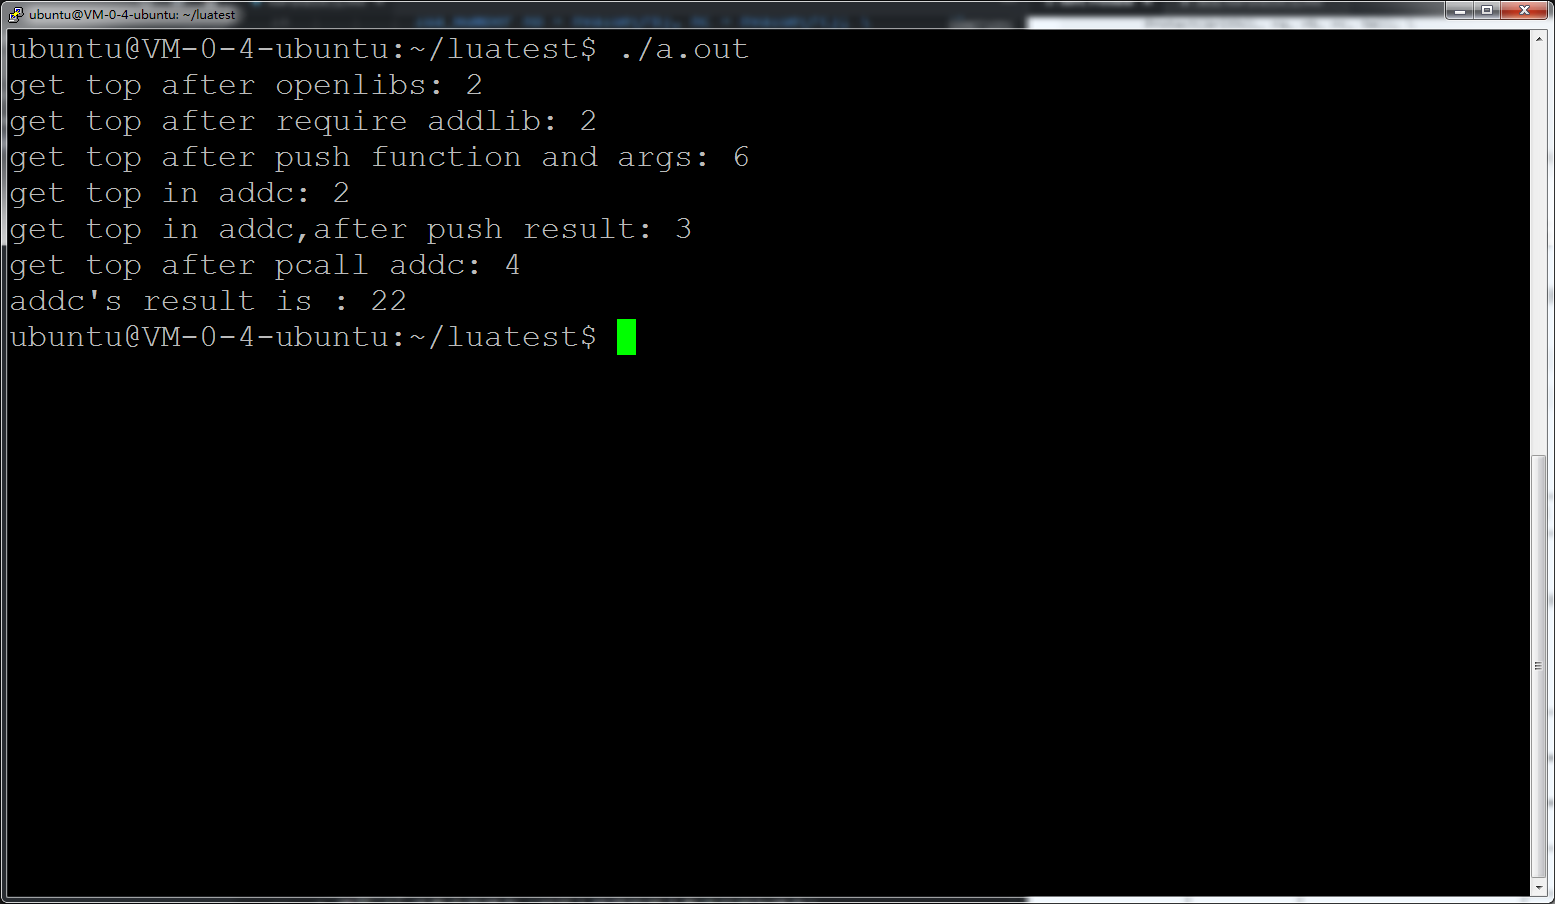 ubuntu@VM-0-4-ubuntu: ~/luatest
ubuntu@VM-0-4-ubuntu:~/luatest$ ./a.out
get top after openlibs: 2
get top after require addlib: 2
get top after push function and args: 6
get top in addc: 2
get top in addc,after push result: 3
get top after pcall addc: 4
addc's result is : 22
ubuntu@VM-0-4-ubuntu:~/luatest$